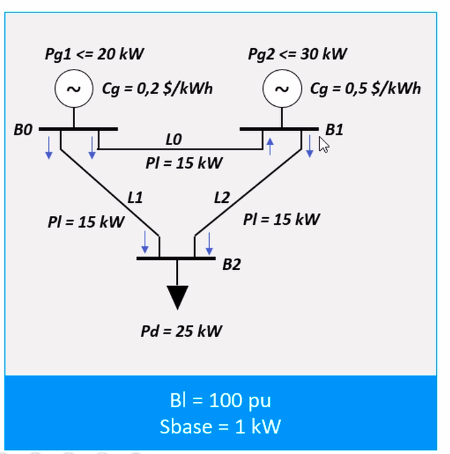 Pg1 <= 20 kW
Pg2 <= 30 kW
~
Cg = 0,2 $/kWh
~
Cg = 0,5 $/kWh
B0
L0
B1
Pl = 15 kW
L1
L2
Pl = 15 kW
Pl = 15 kW
B2
Pd = 25 kW
Bl = 100 pu
Sbase = 1 kW